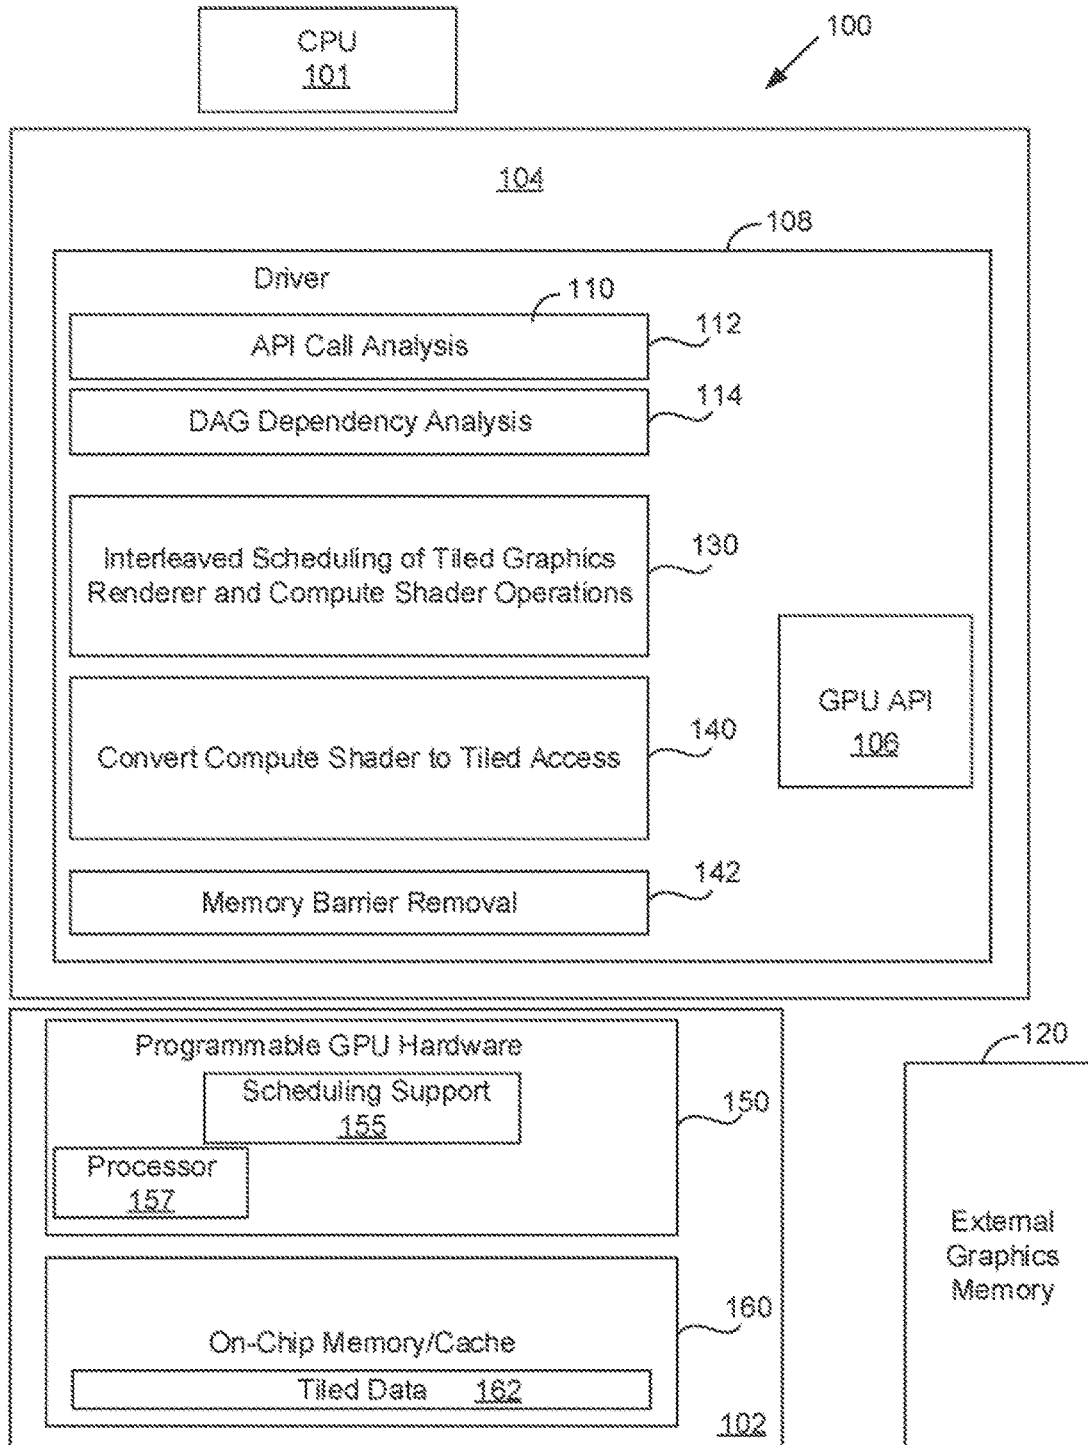 CPU
101
100
104
108
Driver
110
API Call Analysis
112
DAG Dependency Analysis
114
Interleaved Scheduling of Tiled Graphics
Renderer and Compute Shader Operations
130
GPU API
106
Convert Compute Shader to Tiled Access
140
Memory Barrier Removal
142
Programmable GPU Hardware
Scheduling Support
155
150
Processor
157
120
External
Graphics
Memory
On-Chip Memory/Cache
160
Tiled Data 162
102